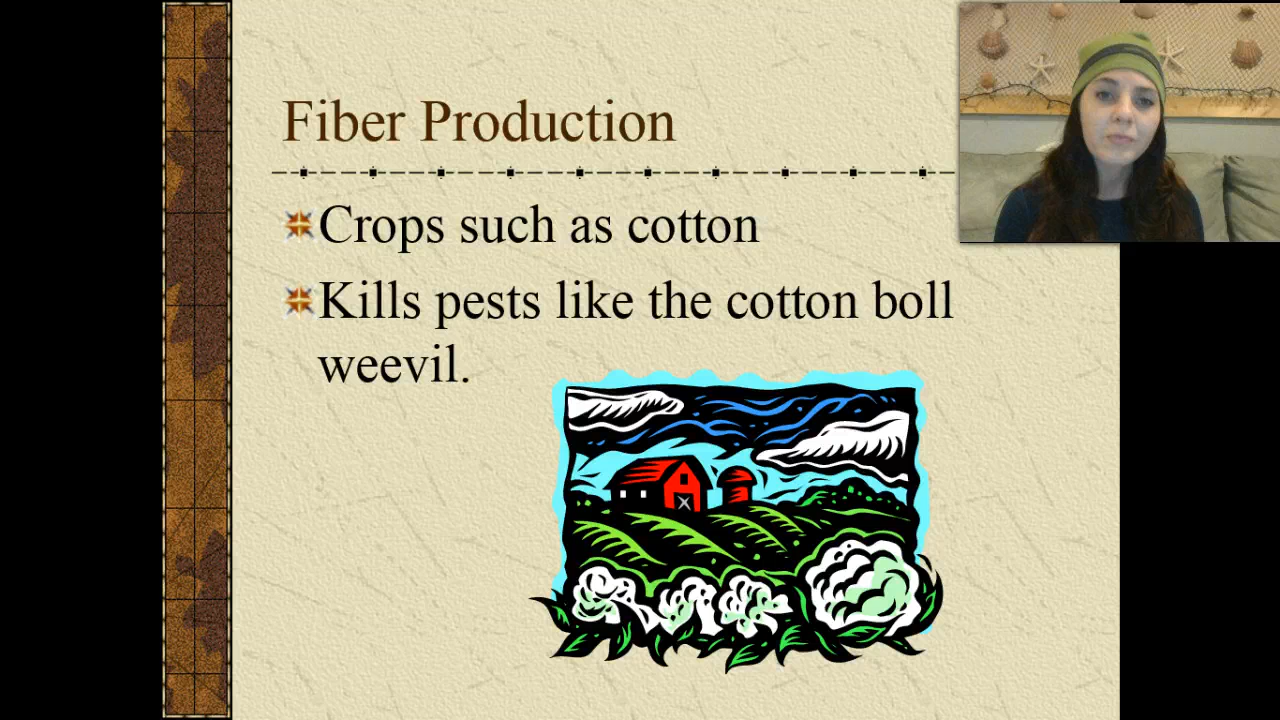 Fiber Production
Crops such as cotton
Kills pests like the cotton boll
weevil.